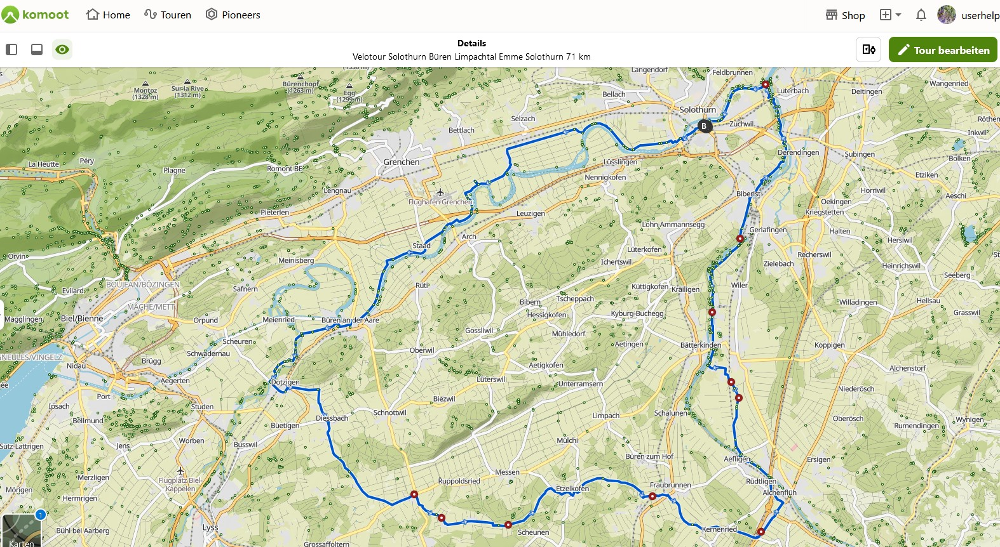 komoot Home Touren Pioneers Shop userhelp
Details
Velotour Solothurn Büren Limpachtal Emme Solothurn 71 km
Tour bearbeiten
Langendorf
Feldbrunnen
Wangenried
Montoz
(1328 m)
Sur la Rive
(1312 m)
Bürenchopf
(1263 m)
Egg
(1299 m)
Bellach
Luterbach
Deitingen
Solothurn
Selzach
Zuchwil
B
Bettlach
Inkwil
Derendingen
Subingen
Bolken
La Heutte
Péry
Plagne
Romont BE
Grenchen
Lüsslingen
Nennigkofen
Etziken
Lengnau
Biberist
Horriwil
Aeschi
Flughafen Grenchen
Oekingen
Pieterlen
Leuzigen
Kriegstetten
Lohn-Ammannsegg
Gerlafingen
Halten
Arch
Staad
Hersiwil
Lüterkofen
Recherswil
Orvin
Meinisberg
Ichertswil
Zielebach
Heinrichswil
Seeberg
BOUJEAN/BÖZINGEN
Evilard
Safnern
Rüti
Küttigkofen
Kräiligen
Wiler
MÂCHE/METT
Tscheppach
Bibern
Willadingen
Hellsau
Hessigkofen
Kyburg-Buchegg
Grasswil
Magglingen
Biel/Bienne
Orpund
Meienried
Büren an der Aare
Gossliwil
Mühledorf
Scheuren
Aetingen
Bätterkinden
Koppigen
Schwadernau
Oberwil
Nidau
Brügg
Aetigkofen
Alchenstorf
Aegerten
Dotzigen
Lüterswil
Unterramsern
Niederösch
Port
Ipsach
Studen
Biezwil
Schnottwil
Limpach
Schalunen
Bellmund
Diessbach
Büetigen
Oberösch
Wynigen
Rumendingen
Sutz-Lattrigen
Jens
Worben
Busswil
Mülchi
Büren zum Hof
Aefligen
Ersigen
Merzligen
Messen
Flugplatz Biel-
Kappelen
Ruppoldsried
Rüdtligen
Mörigen
Etzelkofen
Fraubrunnen
Alchenflüh
Hermrigen
1
Bühl bei Aarberg
Lyss
Scheunen
Kernenried
Karten
Grossaffoltern